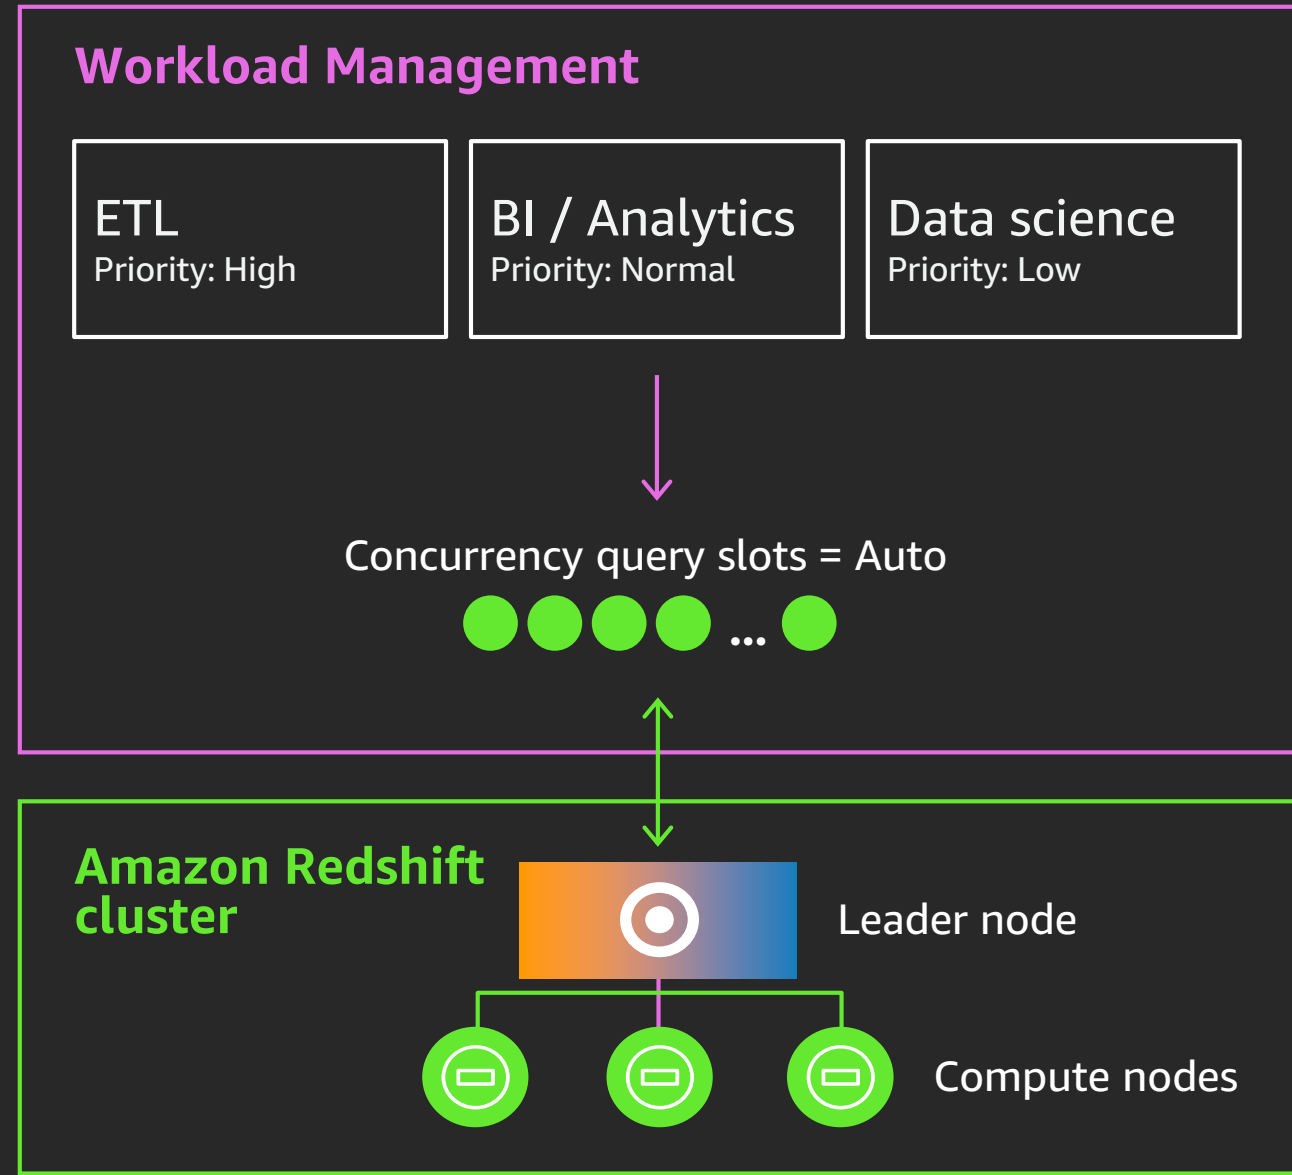 Workload Management
ETL
Priority: High
BI / Analytics
Priority: Normal
Data science
Priority: Low
Concurrency query slots = Auto
...
Amazon Redshift
cluster
Leader node
Compute nodes